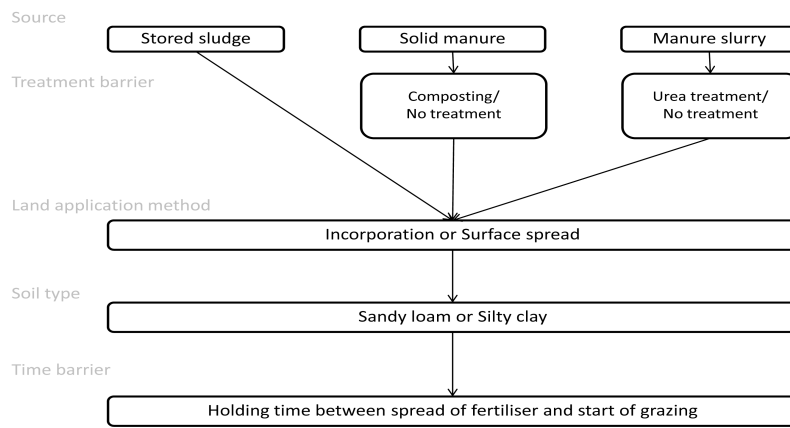 Source
Stored sludge
Solid manure
Manure slurry
Treatment barrier
Composting/
No treatment
Urea treatment/
No treatment
Land application method
Incorporation or Surface spread
Soil type
Sandy loam or Silty clay
Time barrier
Holding time between spread of fertiliser and start of grazing